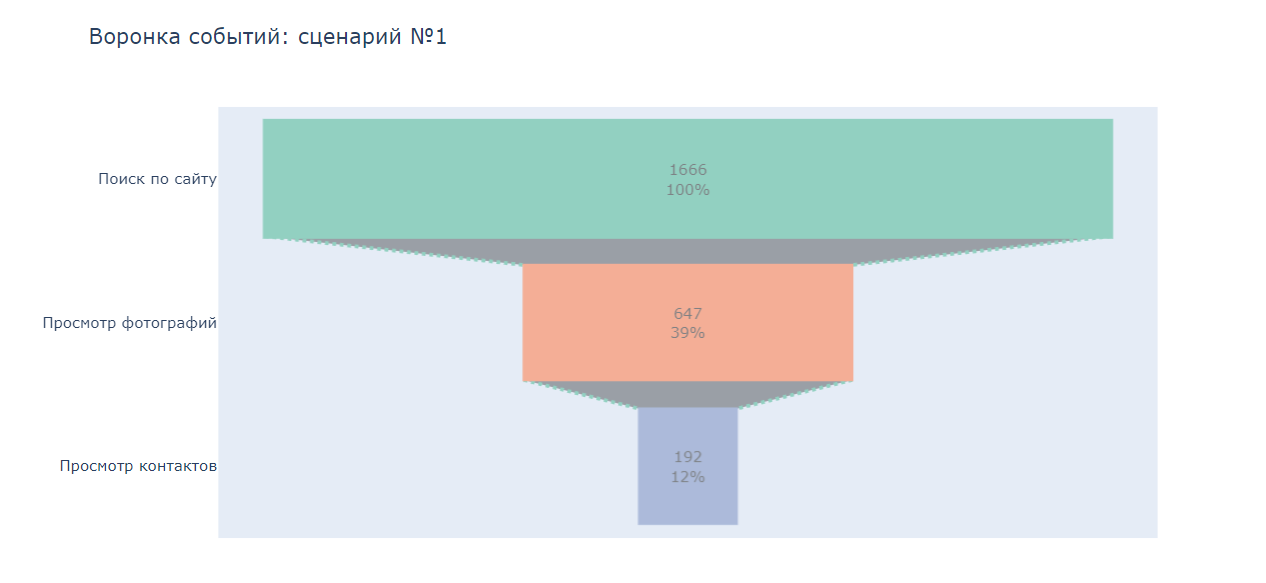 Воронка событий: сценарий №1
Поиск по сайту
1666
100%
Просмотр фотографий
647
39%
Просмотр контактов
192
12%